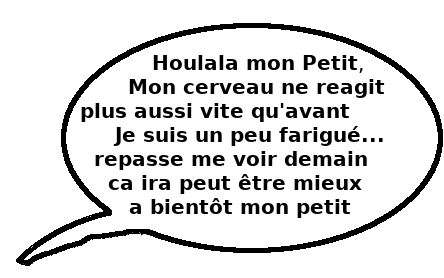 Houlala mon Petit,
Mon cerveau ne reagit
plus aussi vite qu'avant
Je suis un peu farigué...
repasse me voir demain
ca ira peut être mieux
a bientôt mon petit